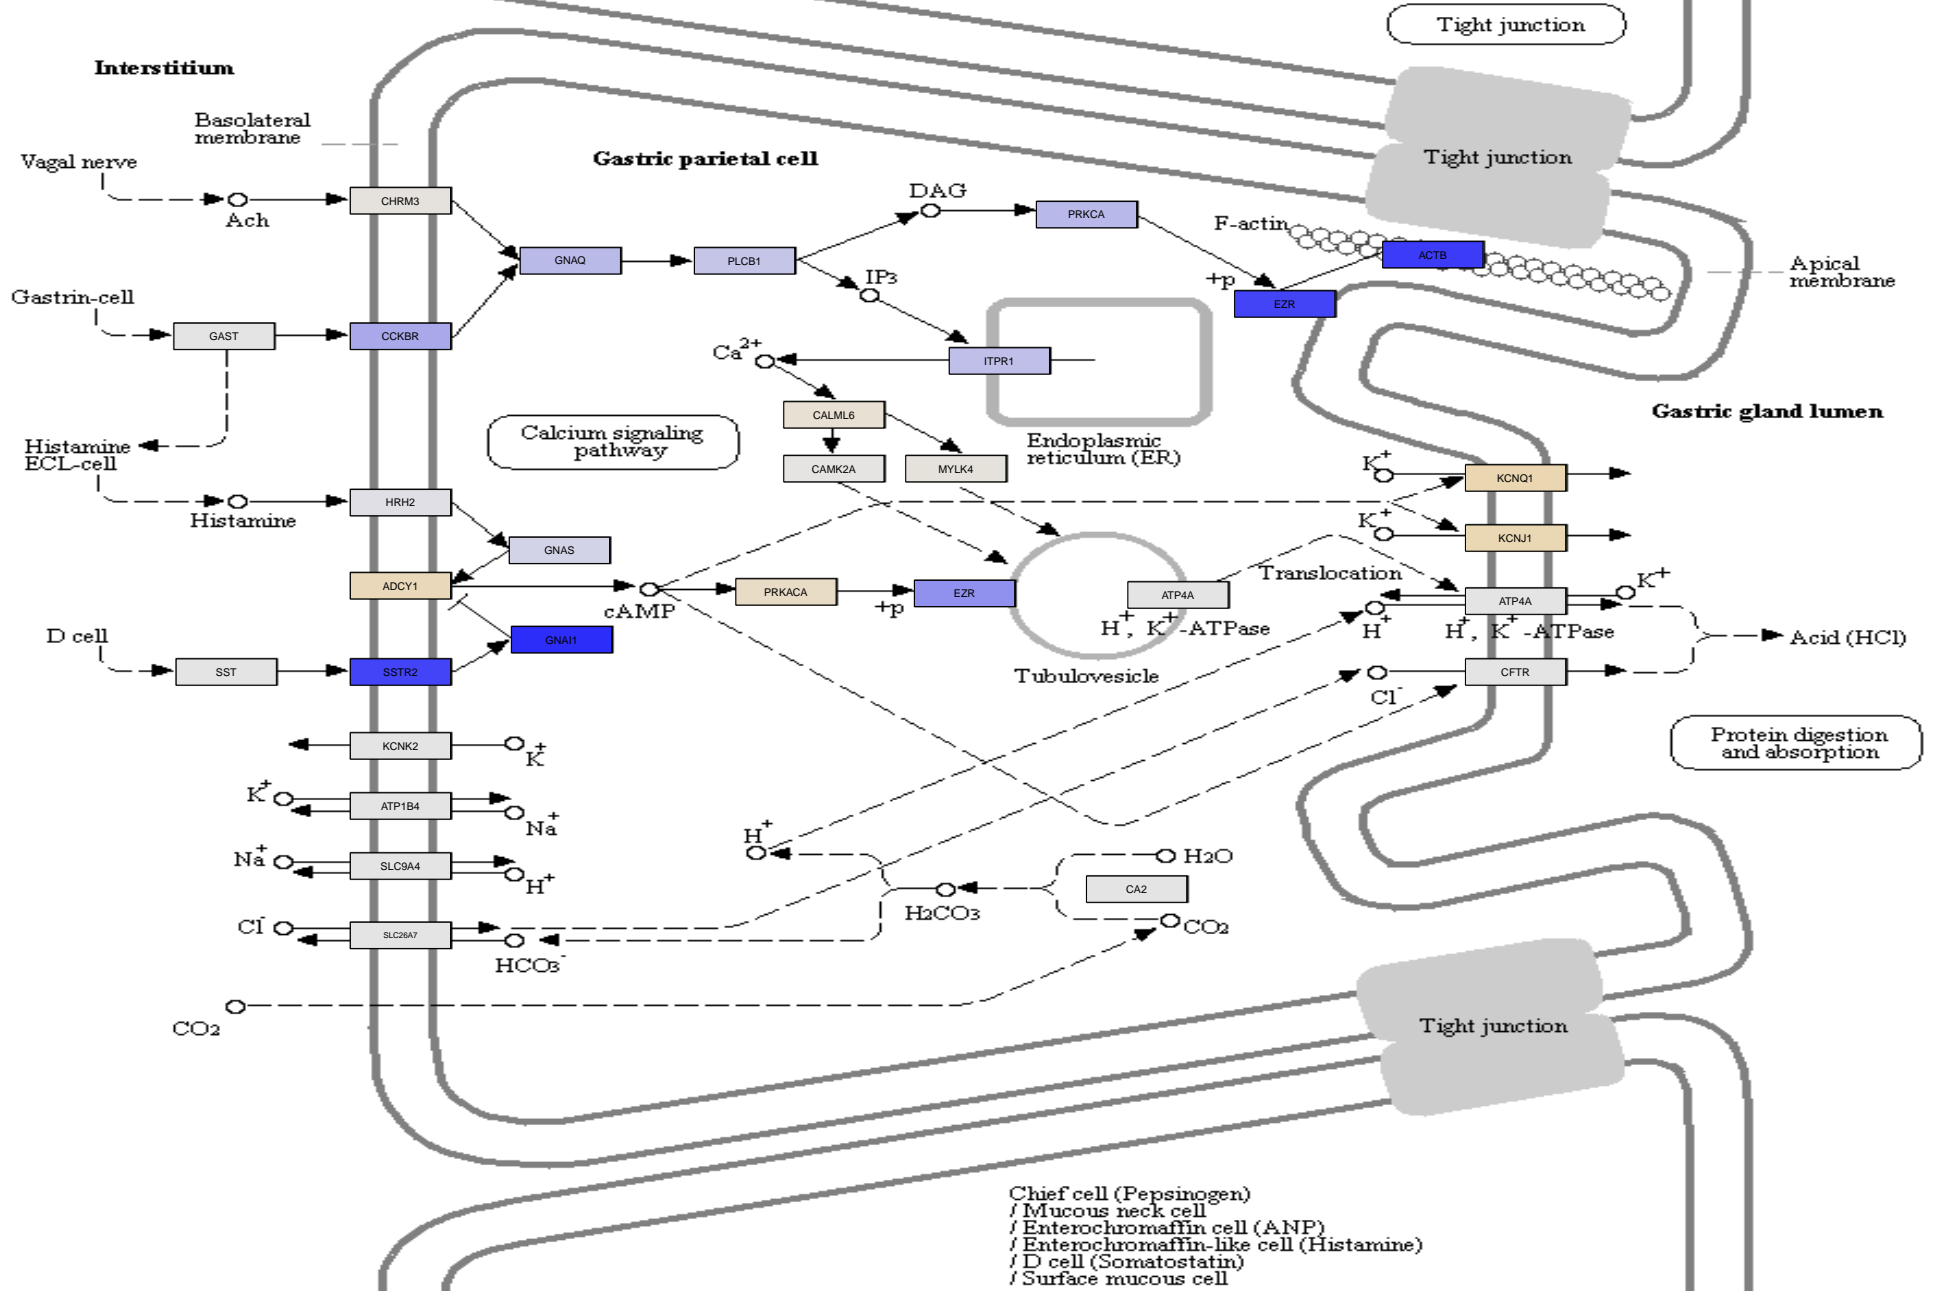 Tight junction
Interstitium
Basolateral
membrane
Vagal nerve
Gastric parietal cell
Tight junction
Ach
CHRM3
DAG
PRKCA
F-actin
ACTB
GNAQ
PLCB1
IP3
+p
EZR
Apical
membrane
Gastrin-cell
GAST
CCKBR
Ca2+
ITPR1
CALML6
Gastric gland lumen
Calcium signaling
pathway
Endoplasmic
reticulum (ER)
Histamine
ECL-cell
CAMK2A
MYLK4
K+
KCNQ1
Histamine
HRH2
GNAS
K+
KCNJ1
Translocation
ADCY1
cAMP
PRKACA
+p
EZR
ATP4A
H+, K+-ATPase
H+
ATP4A
H+, K+-ATPase
K+
D cell
GNAI1
Acid (HCl)
SST
SSTR2
Tubulovesicle
Cl-
CFTR
KCNK2
K+
Protein digestion
and absorption
K+
ATP1B4
Na+
Na+
SLC9A4
H+
H+
H2O
CA2
H2CO3
CO2
Cl-
SLC26A7
HCO3-
CO2
Tight junction
Chief cell (Pepsinogen)
/ Mucous neck cell
/ Enterochromaffin cell (ANP)
/ Enterochromaffin-like cell (Histamine)
/ D cell (Somatostatin)
/ Surface mucous cell